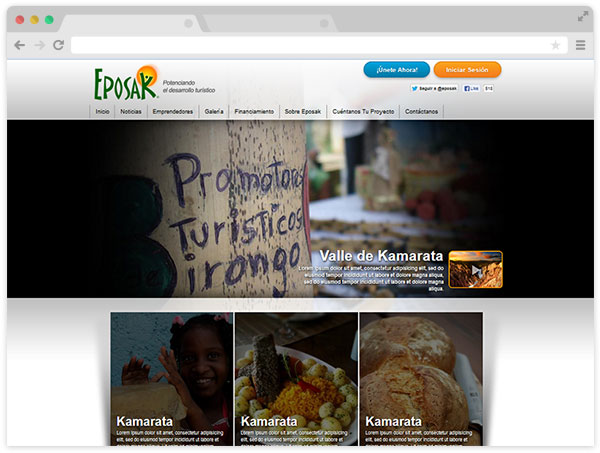 ¡Únete Ahora!
Iniciar Sesión
EPOSAK
Potenciando
el desarrollo turístico
Seguir a @eposak
Like
Inicio
Noticias
Emprendedores
Galería
Financiamiento
Sobre Eposak
Cuéntanos Tu Proyecto
Contáctanos
Promotores
Turisticos
Birongo
Valle de Kamarata
Lorem ipsum dolor sit amet, consectetur adipisicing elit,
sed do eiusmod tempor incididunt ut labore
et dolore magna aliqua,
sed do eiusmod tempor incididunt
ut labore et dolore magna
aliqua.
Kamarata
Lorem ipsum dolor sit amet, consectetur adipisicing
elit, sed do eiusmod tempor incididunt ut labore et
Kamarata
Lorem ipsum dolor sit amet, consectetur adipisicing
elit, sed do eiusmod tempor incididunt ut labore et
Kamarata
Lorem ipsum dolor sit amet, consectetur adipisicing
elit, sed do eiusmod tempor incididunt ut labore et